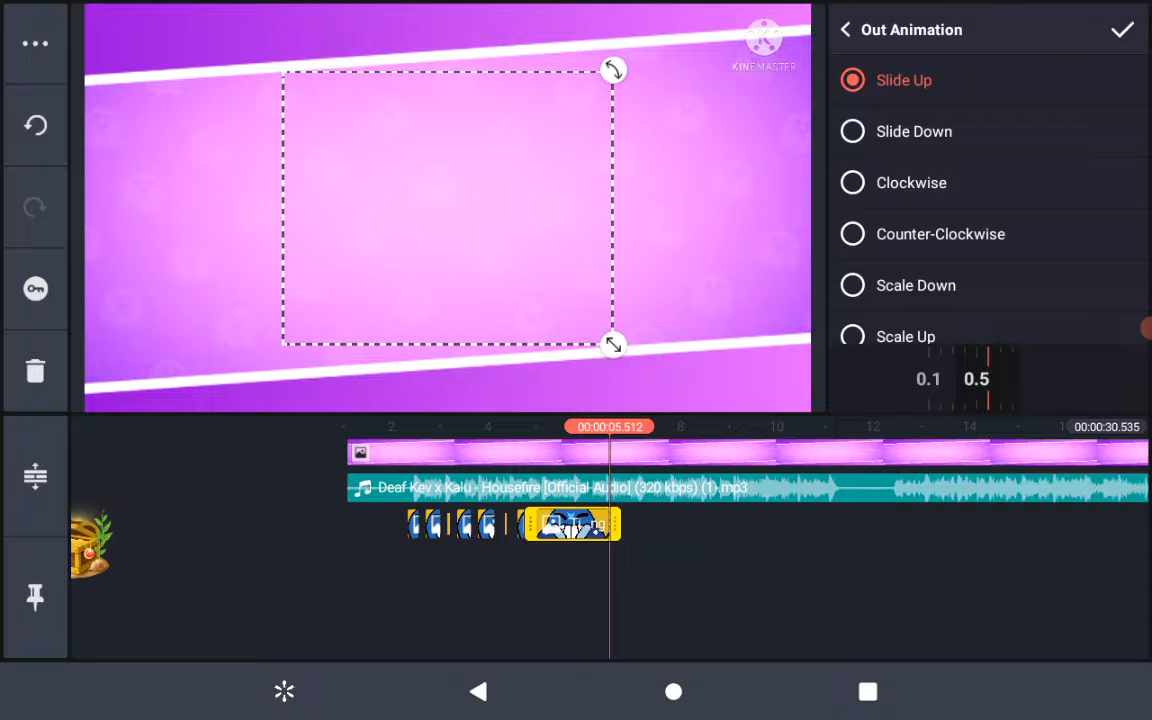 Out Animation
KINEMASTER
Slide Up
Slide Down
Clockwise
Counter-Clockwise
Scale Down
Scale Up
0.1 0.5
2 4 00:00:05.512 8 10 12 14 00:00:30.535
Deaf Kev x Kalu - Housefire [Official Audio] (320 kbps) (1).mp3